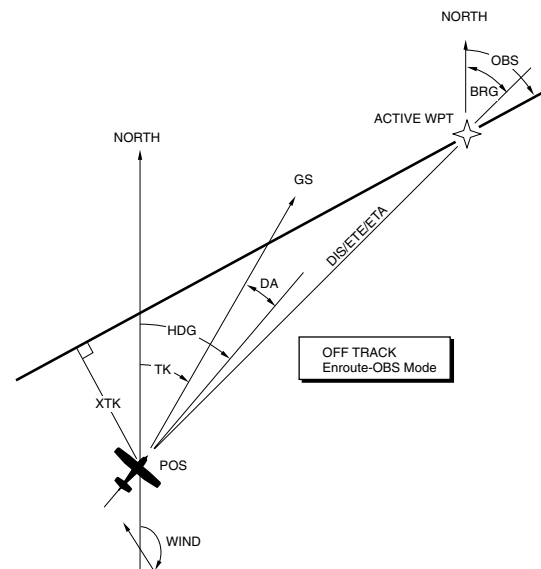 NORTH
OBS
BRG
ACTIVE WPT
NORTH
GS
DIS/ETE/ETA
DA
HDG
TK
OFF TRACK
Enroute-OBS Mode
XTK
POS
WIND